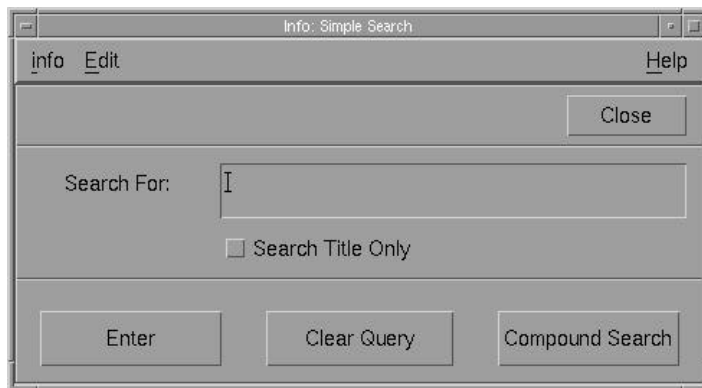 Info: Simple Search
info Edit Help
Close
Search For:
Search Title Only
Enter Clear Query Compound Search